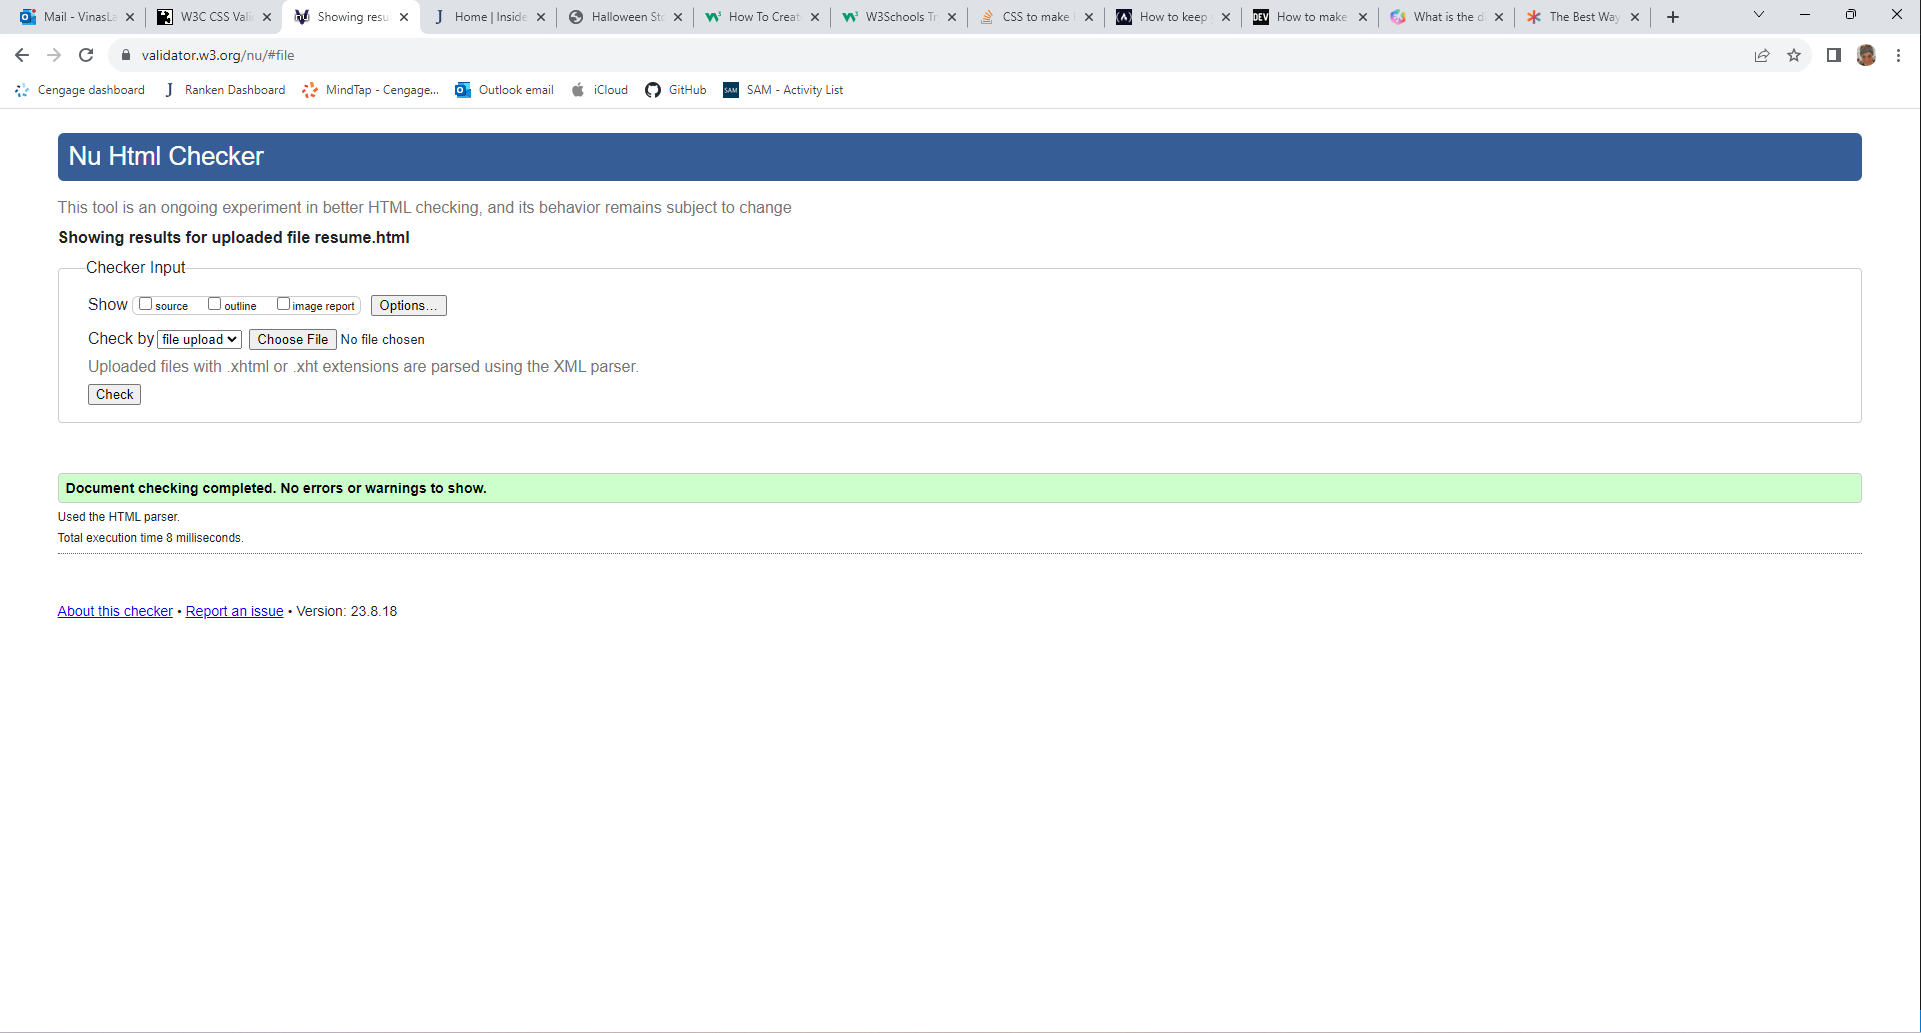 Mail - VinasLa
W3C CSS Vali
Showing resu
Home | Inside
Halloween Sto
How To Creat
W3Schools Tr
CSS to make
How to keep
DEV
How to make
What is the d
The Best Way
validator.w3.org/nu/#file
Cengage dashboard
Ranken Dashboard
MindTap - Cengage...
Outlook email
iCloud
GitHub
SAM
SAM - Activity List
Nu Html Checker
This tool is an ongoing experiment in better HTML checking, and its behavior remains subject to change
Showing results for uploaded file resume.html
Checker Input
Show source outline image report Options...
Check by file upload Choose File No file chosen
Uploaded files with .xhtml or .xht extensions are parsed using the XML parser.
Check
Document checking completed. No errors or warnings to show.
Used the HTML parser.
Total execution time 8 milliseconds.
About this checker • Report an issue • Version: 23.8.18